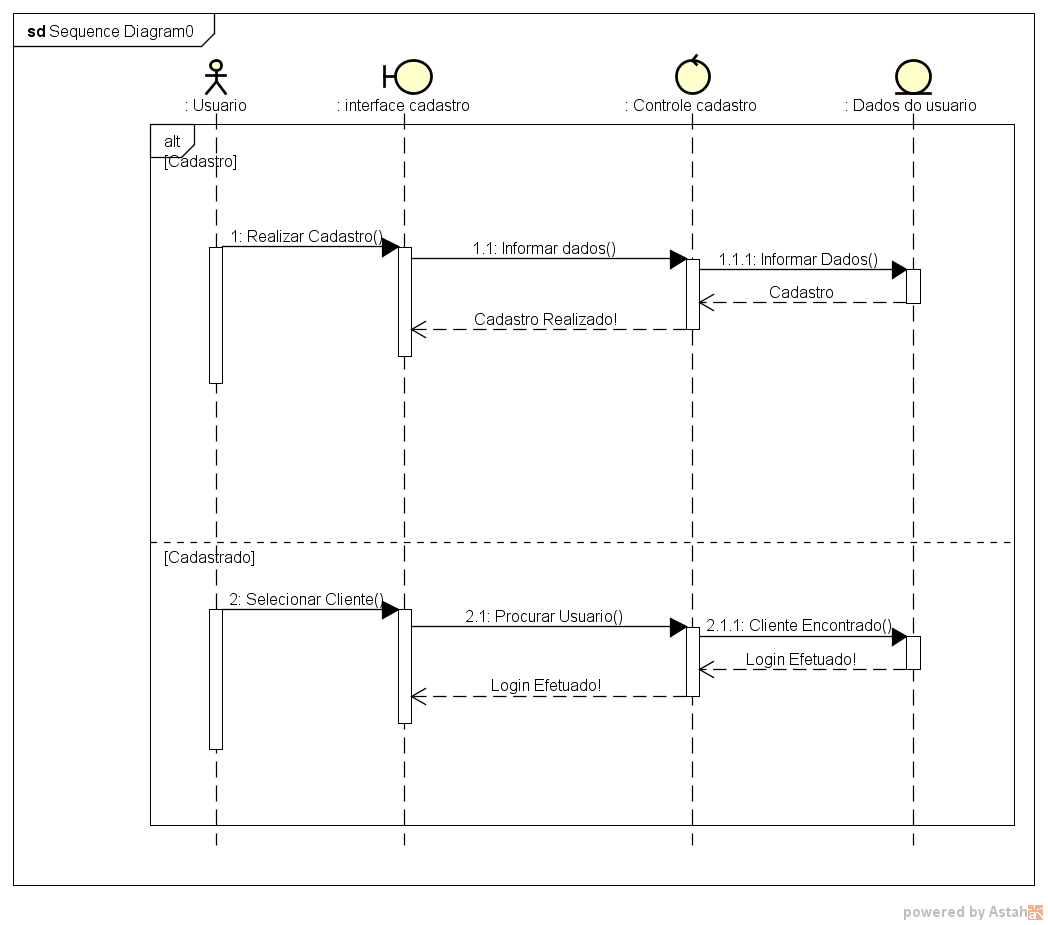 sd Sequence Diagram0
: Usuario
: interface cadastro
: Controle cadastro
: Dados do usuario
alt
[Cadastro]
1: Realizar Cadastro()
1.1: Informar dados()
1.1.1: Informar Dados()
Cadastro
Cadastro Realizado!
[Cadastrado]
2: Selecionar Cliente()
2.1: Procurar Usuario()
2.1.1: Cliente Encontrado()
Login Efetuado!
Login Efetuado!
powered by Astah